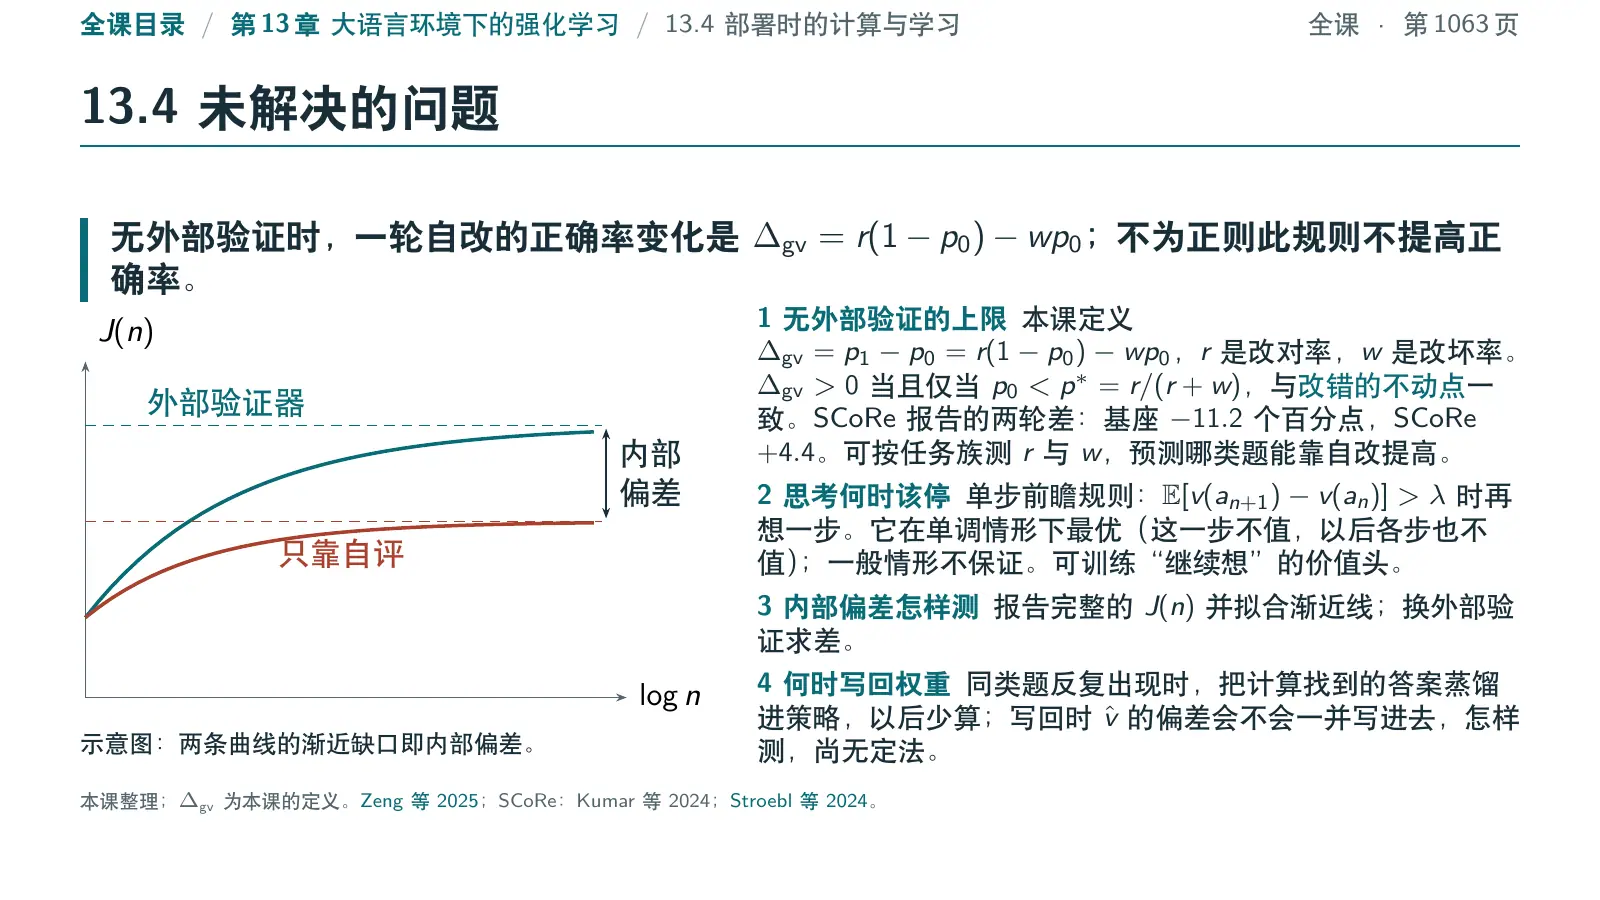 全课目录 / 第 13 章 大语言环境下的强化学习 / 13.4 部署时的计算与学习
全课 · 第 1063 页
13.4 未解决的问题
无外部验证时，一轮自改的正确率变化是 Δgv = r(1 − p₀) − wp₀；不为正则此规则不提高正
确率。
J(n)
外部验证器
内部
偏差
只靠自评
log n
示意图：两条曲线的渐近缺口即内部偏差。
1 无外部验证的上限 本课定义
Δgv = p₁ − p₀ = r(1 − p₀) − wp₀，r 是改对率，w 是改坏率。
Δgv > 0 当且仅当 p₀ < p* = r/(r + w)，与改错的不动点一
致。SCoRe 报告的两轮差：基座 −11.2 个百分点，SCoRe
+4.4。可按任务族测 r 与 w，预测哪类题能靠自改提高。
2 思考何时该停 单步前瞻规则：𝔼[v(aₙ₊₁) − v(aₙ)] > λ 时再
想一步。它在单调情形下最优（这一步不值，以后各步也不
值）；一般情形不保证。可训练“继续想”的价值头。
3 内部偏差怎样测 报告完整的 J(n) 并拟合渐近线；换外部验
证求差。
4 何时写回权重 同类题反复出现时，把计算找到的答案蒸馏
进策略，以后少算；写回时 v̂ 的偏差会不会一并写进去，怎样
测，尚无定法。
本课整理；Δgv 为本课的定义。Zeng 等 2025；SCoRe：Kumar 等 2024；Stroebl 等 2024。